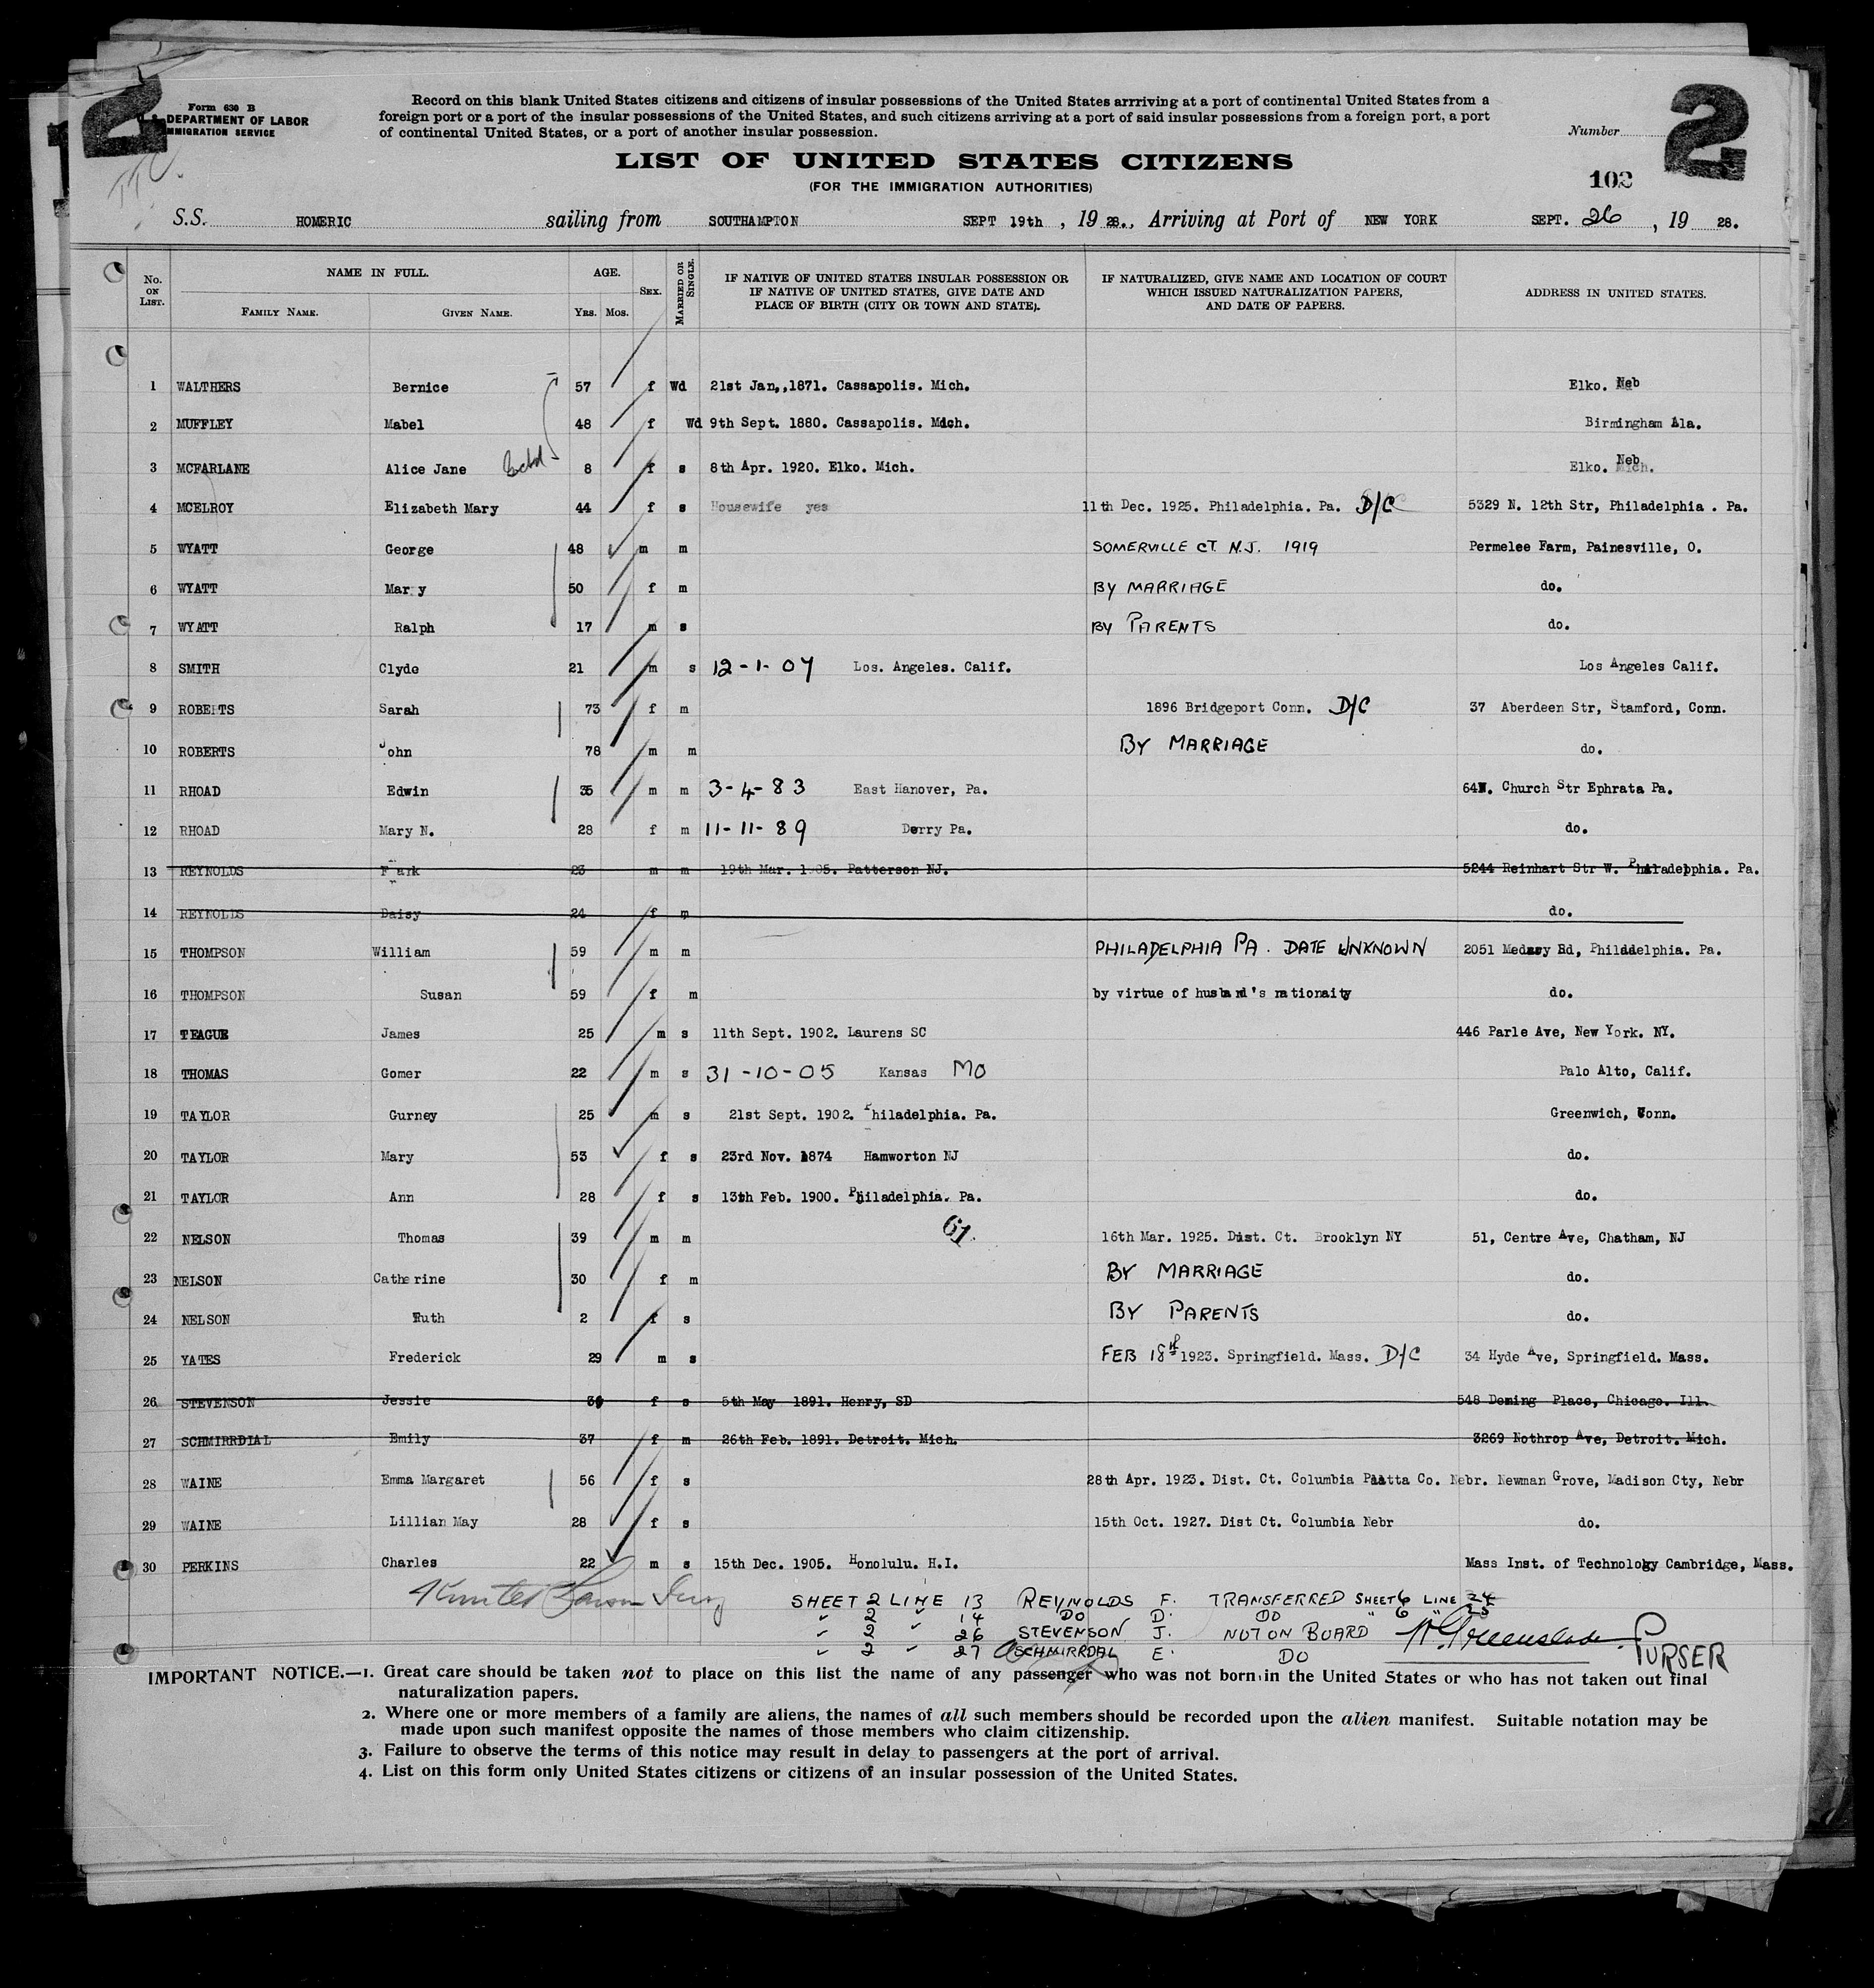 2
2
Form 630 B
DEPARTMENT OF LABOR
IMMIGRATION SERVICE
Record on this blank United States citizens and citizens of insular possessions of the United States arrriving at a port of continental United States from a
foreign port or a port of the insular possessions of the United States, and such citizens arriving at a port of said insular possessions from a foreign port, a port
of continental United States, or a port of another insular possession.
Number
LIST OF UNITED STATES CITIZENS
(FOR THE IMMIGRATION AUTHORITIES)
102
S.S. HOMERIC sailing from SOUTHAMPTON SEPT 19th , 19 28., Arriving at Port of NEW YORK SEPT. 26 , 19 28.
No. ON LIST. NAME IN FULL. FAMILY NAME. GIVEN NAME. AGE. YRS. MOS. SEX. MARRIED OR SINGLE. IF NATIVE OF UNITED STATES INSULAR POSSESSION OR IF NATIVE OF UNITED STATES, GIVE DATE AND PLACE OF BIRTH (CITY OR TOWN AND STATE). IF NATURALIZED, GIVE NAME AND LOCATION OF COURT WHICH ISSUED NATURALIZATION PAPERS, AND DATE OF PAPERS. ADDRESS IN UNITED STATES.
1 WALTHERS Bernice 57 f Wd 21st Jan,,1871. Cassapolis. Mich. Elko. Neb
2 MUFFLEY Mabel 48 f Wd 9th Sept. 1880. Cassapolis. Mich. Birmingham Ala.
3 MCFARLANE Alice Jane 8 f s 8th Apr. 1920. Elko. Mich. Elko. Neb Mich.
4 MCELROY Elizabeth Mary 44 f s Housewife yes 11th Dec. 1925. Philadelphia. Pa. D/C 5329 N. 12th Str, Philadelphia . Pa.
5 WYATT George 48 m m SOMERVILLE CT. N.J. 1919 Permelee Farm, Painesville, O.
6 WYATT Mary 50 f m BY MARRIAGE do.
7 WYATT Ralph 17 m s BY PARENTS do.
8 SMITH Clyde 21 m s 12-1-07 Los. Angeles. Calif. Los Angeles Calif.
9 ROBERTS Sarah 73 f m 1896 Bridgeport Conn. D/C 37 Aberdeen Str, Stamford, Conn.
10 ROBERTS John 78 m m BY MARRIAGE do.
11 RHOAD Edwin 35 m m 3-4-83 East Hanover, Pa. 64N. Church Str Ephrata Pa.
12 RHOAD Mary N. 28 f m 11-11-89 Derry Pa. do.
13 REYNOLDS Frark 23 m m 19th Mar. 1905. Patterson NJ. 5244 Reinhart Str W. Philadelphia. Pa.
14 REYNOLDS Daisy 24 f m do.
15 THOMPSON William 59 m m PHILADELPHIA PA. DATE UNKNOWN 2051 Medary Rd, Philadelphia. Pa.
16 THOMPSON Susan 59 f m by virtue of husband's nationaity do.
17 TEAGUE James 25 m s 11th Sept. 1902. Laurens SC 446 Parle Ave, New York. NY.
18 THOMAS Gomer 22 m s 31-10-05 Kansas MO Palo Alto, Calif.
19 TAYLOR Gurney 25 m s 21st Sept. 1902. Philadelphia. Pa. Greenwich, Conn.
20 TAYLOR Mary 53 f s 23rd Nov. 1874 Hamworton NJ do.
21 TAYLOR Ann 28 f s 13th Feb. 1900. Philadelphia. Pa. do.
61.
22 NELSON Thomas 39 m m 16th Mar. 1925. Dist. Ct. Brooklyn NY 51, Centre Ave, Chatham, NJ
23 NELSON Catherine 30 f m BY MARRIAGE do.
24 NELSON Ruth 2 f s BY PARENTS do.
25 YATES Frederick 29 m s FEB 18th 1923. Springfield. Mass. D/C 34 Hyde Ave, Springfield. Mass.
26 STEVENSON Jessie f s 5th May 1891. Henry, SD 548 Deming Place, Chicago. Ill.
27 SCHMIRRDIAL Emily 37 f m 26th Feb. 1891. Detroit. Mich. 3269 Nothrop Ave, Detroit. Mich.
28 WAINE Emma Margaret 56 f s 28th Apr. 1923. Dist. Ct. Columbia Platta Co. Nebr. Newman Grove, Madison Cty, Nebr
29 WAINE Lillian May 28 f s 15th Oct. 1927. Dist Ct. Columbia Nebr do.
30 PERKINS Charles 22 m s 15th Dec. 1905. Honolulu. H.I. Mass Inst. of Technology Cambridge, Mass.
SHEET 2 LINE 13 REYNOLDS F. TRANSFERRED SHEET 6 LINE 24
" 2 " 14 DO D. DO " 6 " 25
" 2 " 26 STEVENSON J. NOT ON BOARD
" 2 " 27 SCHMIRRDAL E. DO PURSER
IMPORTANT NOTICE.—1. Great care should be taken not to place on this list the name of any passenger who was not born in the United States or who has not taken out final
naturalization papers.
2. Where one or more members of a family are aliens, the names of all such members should be recorded upon the alien manifest. Suitable notation may be
made upon such manifest opposite the names of those members who claim citizenship.
3. Failure to observe the terms of this notice may result in delay to passengers at the port of arrival.
4. List on this form only United States citizens or citizens of an insular possession of the United States.